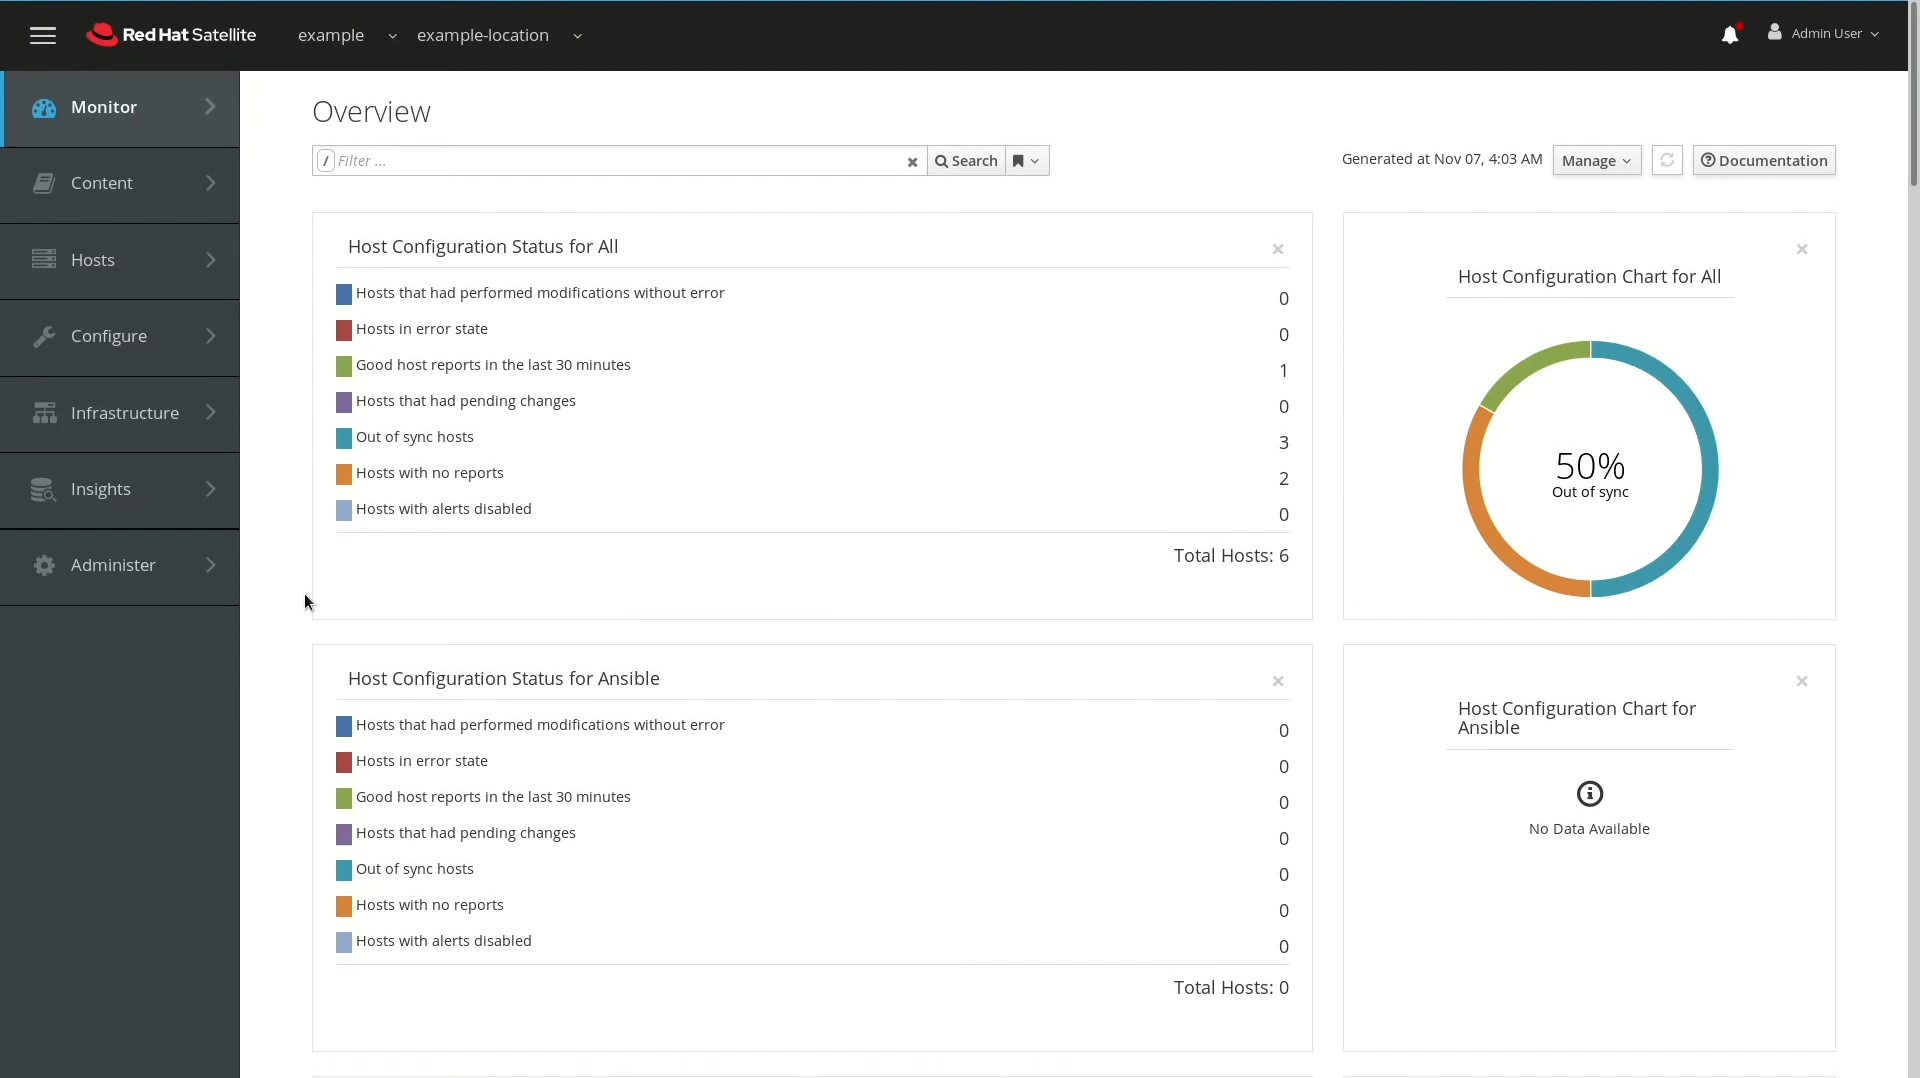 Red Hat Satellite
example
example-location
Admin User
Monitor
Content
Hosts
Configure
Infrastructure
Insights
Administer
Overview
/ Filter ...
Search
Generated at Nov 07, 4:03 AM
Manage
Documentation
Host Configuration Status for All
Hosts that had performed modifications without error 0
Hosts in error state 0
Good host reports in the last 30 minutes 1
Hosts that had pending changes 0
Out of sync hosts 3
Hosts with no reports 2
Hosts with alerts disabled 0
Total Hosts: 6
Host Configuration Chart for All
50%
Out of sync
Host Configuration Status for Ansible
Hosts that had performed modifications without error 0
Hosts in error state 0
Good host reports in the last 30 minutes 0
Hosts that had pending changes 0
Out of sync hosts 0
Hosts with no reports 0
Hosts with alerts disabled 0
Total Hosts: 0
Host Configuration Chart for
Ansible
No Data Available